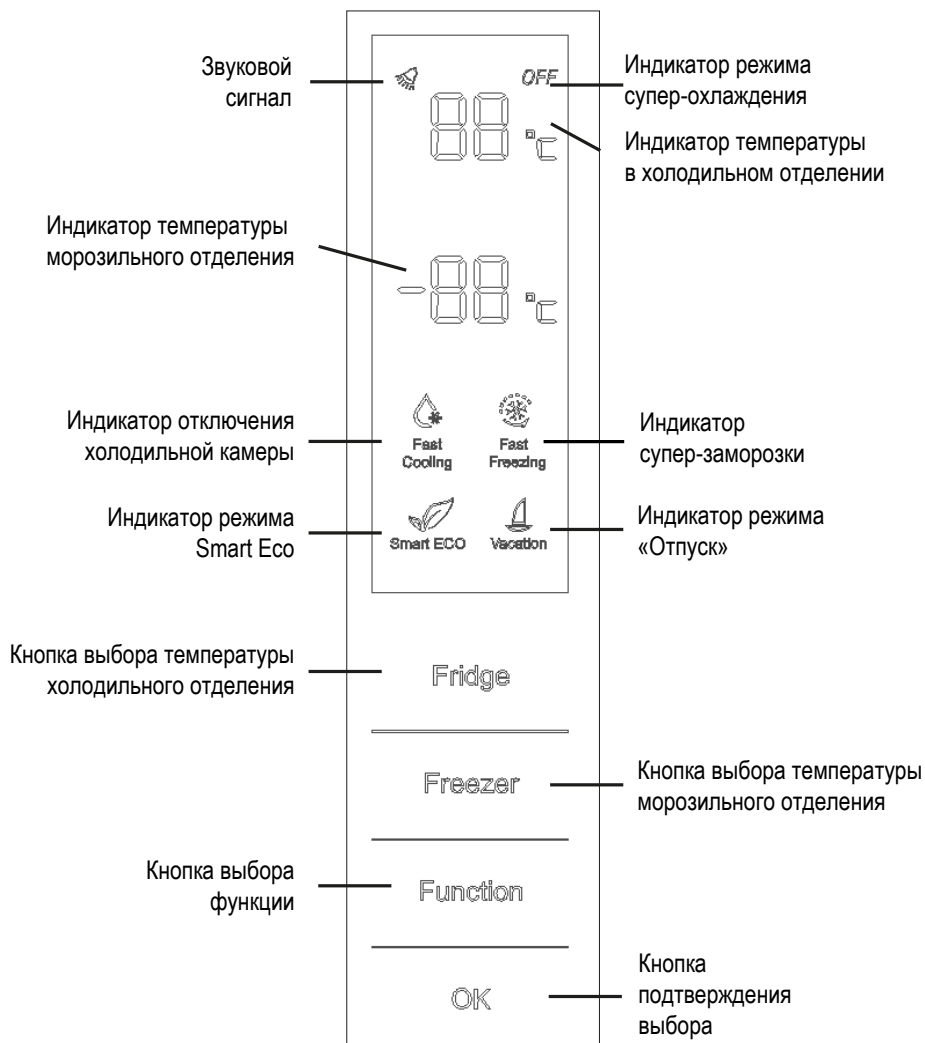 Звуковой
сигнал
OFF
Индикатор режима
супер-охлаждения
88 °C
Индикатор температуры
в холодильном отделении
Индикатор температуры
морозильного отделения
-88 °C
Индикатор отключения
холодильной камеры
Fast
Cooling
Fast
Freezing
Индикатор
супер-заморозки
Индикатор режима
Smart Eco
Smart ECO
Vacation
Индикатор режима
«Отпуск»
Кнопка выбора температуры
холодильного отделения
Fridge
Freezer
Кнопка выбора температуры
морозильного отделения
Кнопка выбора
функции
Function
OK
Кнопка
подтверждения
выбора